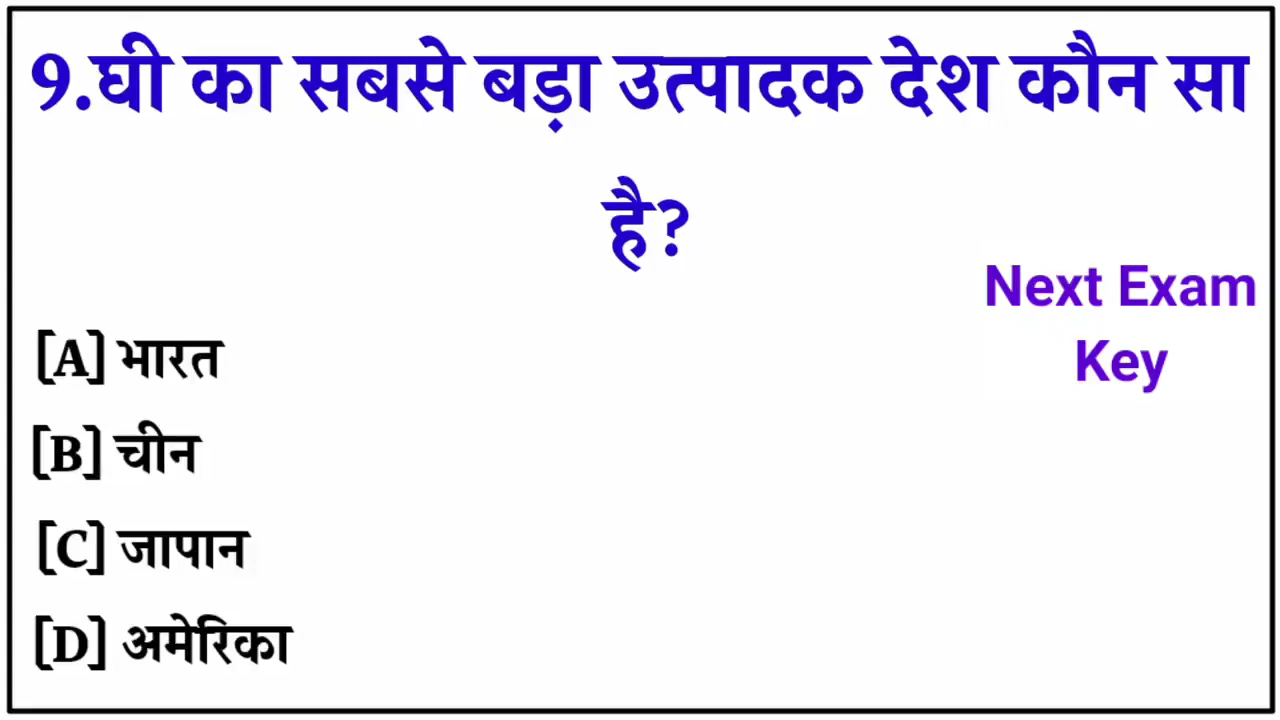 9.घी का सबसे बड़ा उत्पादक देश कौन सा
है?
Next Exam
Key
[A] भारत
[B] चीन
[C] जापान
[D] अमेरिका